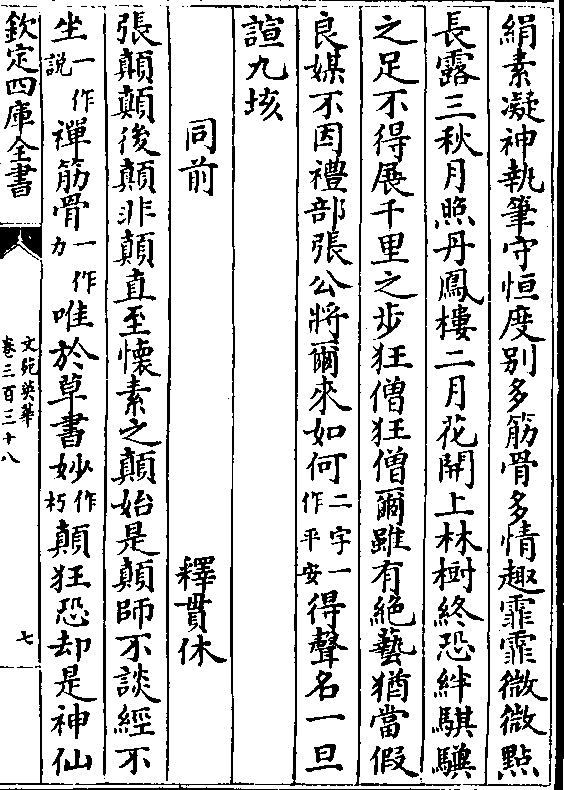 絹素凝神執筆守恒度别多筋骨多情趣霏霏微微點
長露三秋月照丹鳳樓二月花開上林樹終恐絆騏驥
之足不得展千里之步狂僧狂僧爾雖有絶藝猶當假
良媒不因禮部張公將爾來如何二字一作平安得聲名一旦
諠九垓
同前 釋貫休
張顛顛後顛非顛直至懷素之顛始是顛師不談經不
坐一作説禪筋骨一作力唯於草書妙作朽顛狂恐却是神仙
欽定四庫全書
文苑英華
卷三百三十八
七